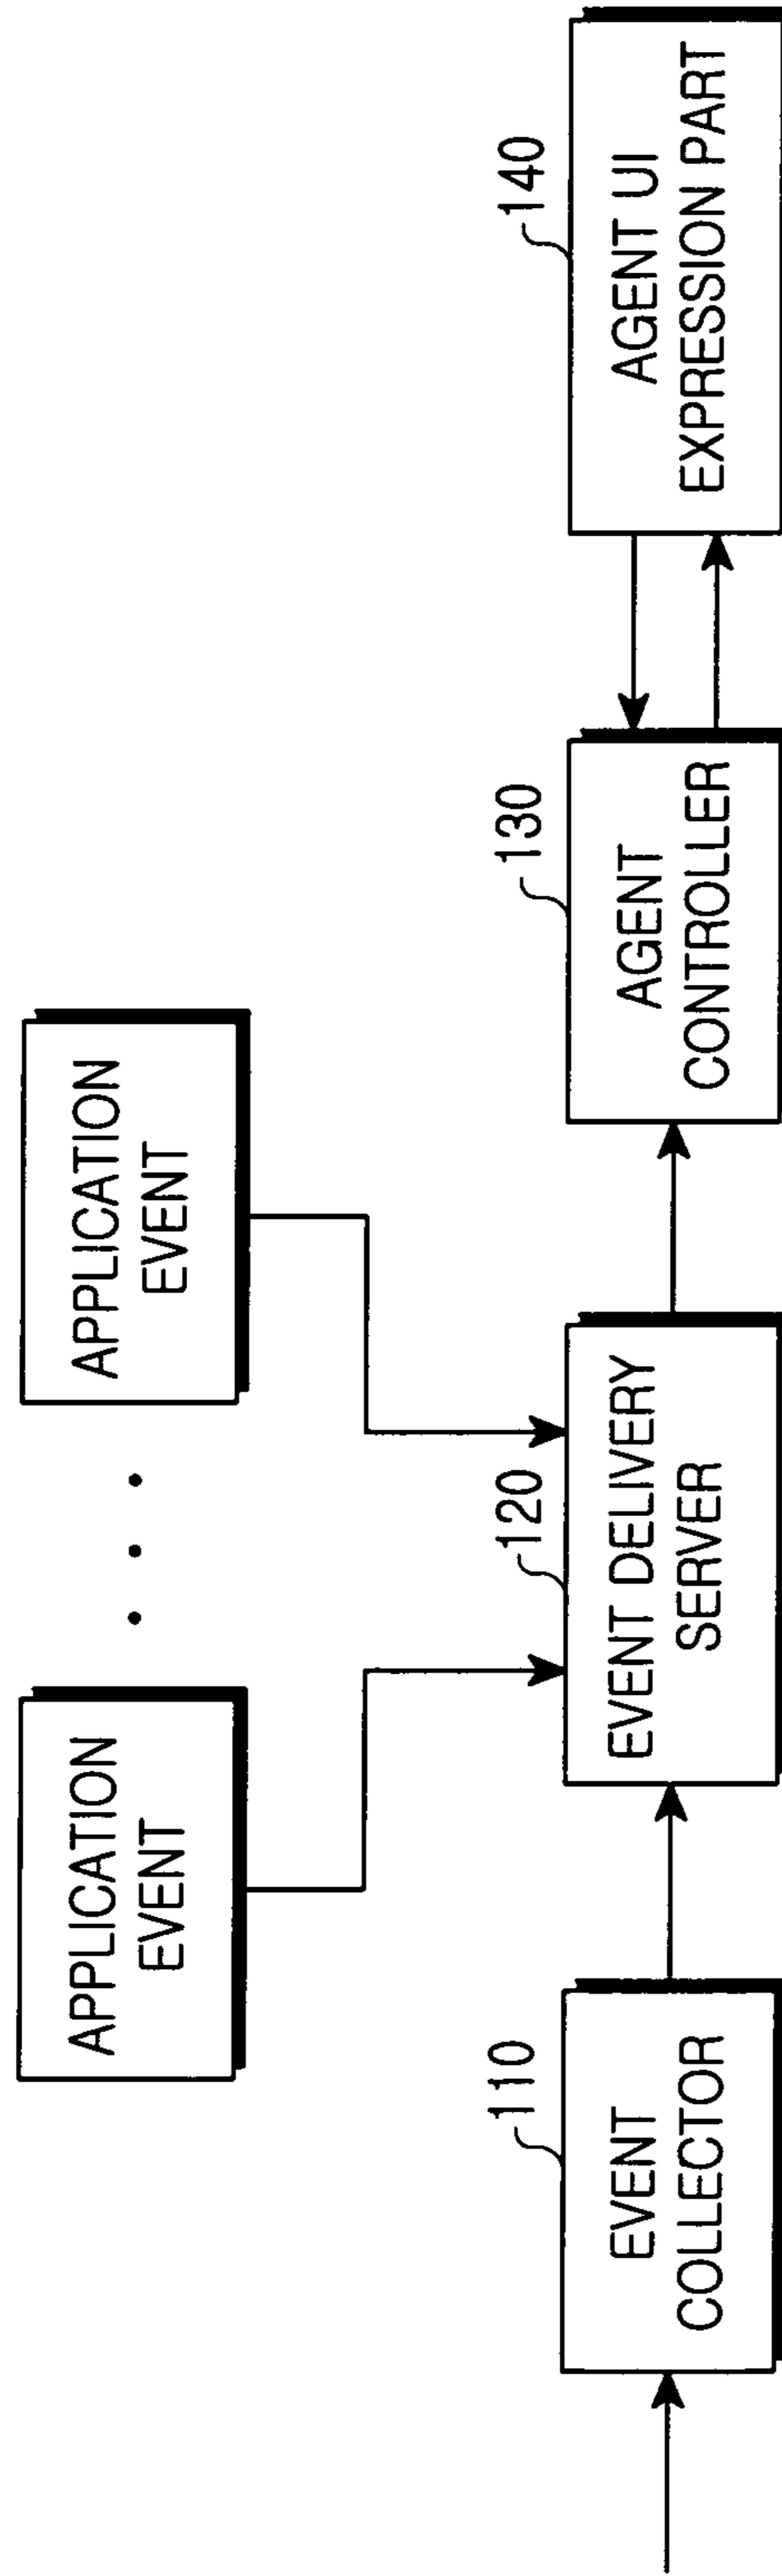 APPLICATION
EVENT
. . .
APPLICATION
EVENT
110
EVENT
COLLECTOR
120
EVENT DELIVERY
SERVER
130
AGENT
CONTROLLER
140
AGENT UI
EXPRESSION PART